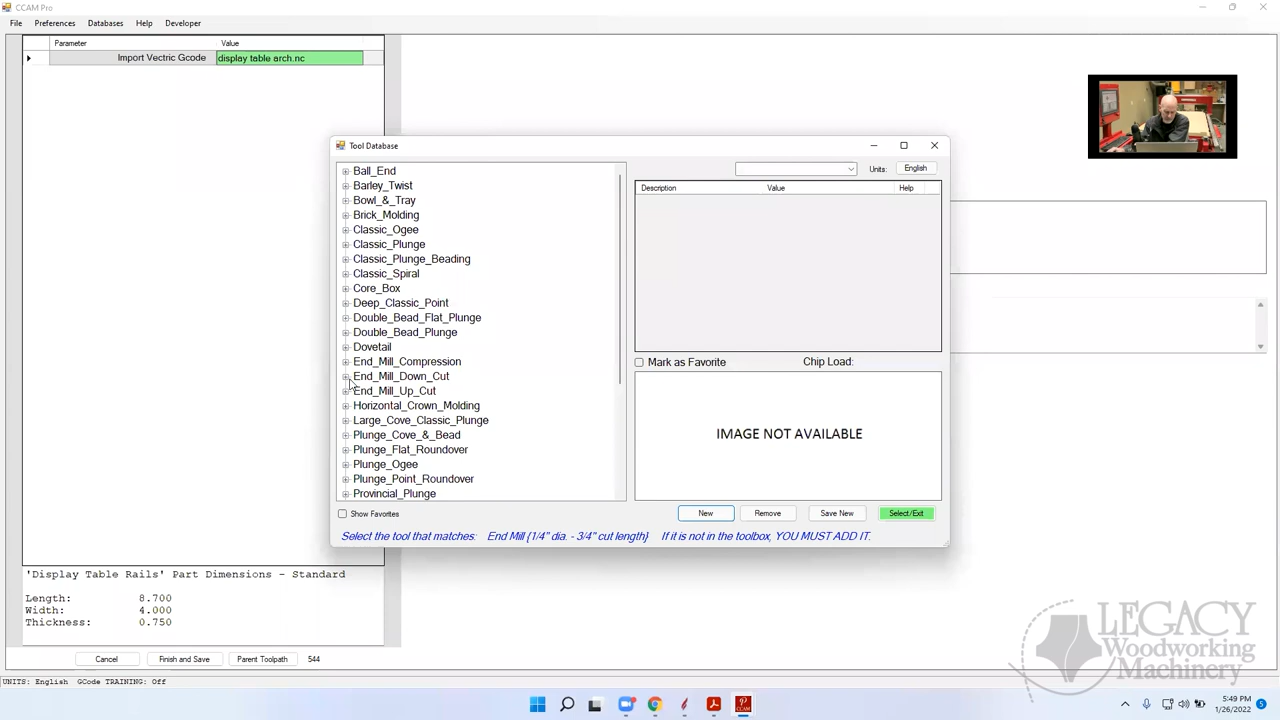 CCAM Pro
File Preferences Databases Help Developer
Parameter Value
Import Vectric Gcode display table arch.nc
Tool Database
Ball_End
Barley_Twist
Bowl_&_Tray
Brick_Molding
Classic_Ogee
Classic_Plunge
Classic_Plunge_Beading
Classic_Spiral
Core_Box
Deep_Classic_Point
Double_Bead_Flat_Plunge
Double_Bead_Plunge
Dovetail
End_Mill_Compression
End_Mill_Down_Cut
End_Mill_Up_Cut
Horizontal_Crown_Molding
Large_Cove_Classic_Plunge
Plunge_Cove_&_Bead
Plunge_Flat_Roundover
Plunge_Ogee
Plunge_Point_Roundover
Provincial_Plunge
Show Favorites
Units: English
Description Value Help
Mark as Favorite Chip Load:
IMAGE NOT AVAILABLE
New Remove Save New Select/Exit
Select the tool that matches: End Mill {1/4" dia. - 3/4" cut length} If it is not in the toolbox, YOU MUST ADD IT.
'Display Table Rails' Part Dimensions - Standard
Length: 8.700
Width: 4.000
Thickness: 0.750
Cancel Finish and Save Parent Toolpath 544
UNITS: English GCode TRAINING: Off
LEGACY
Woodworking
Machinery
CCAM
5:49 PM
1/26/2022
5